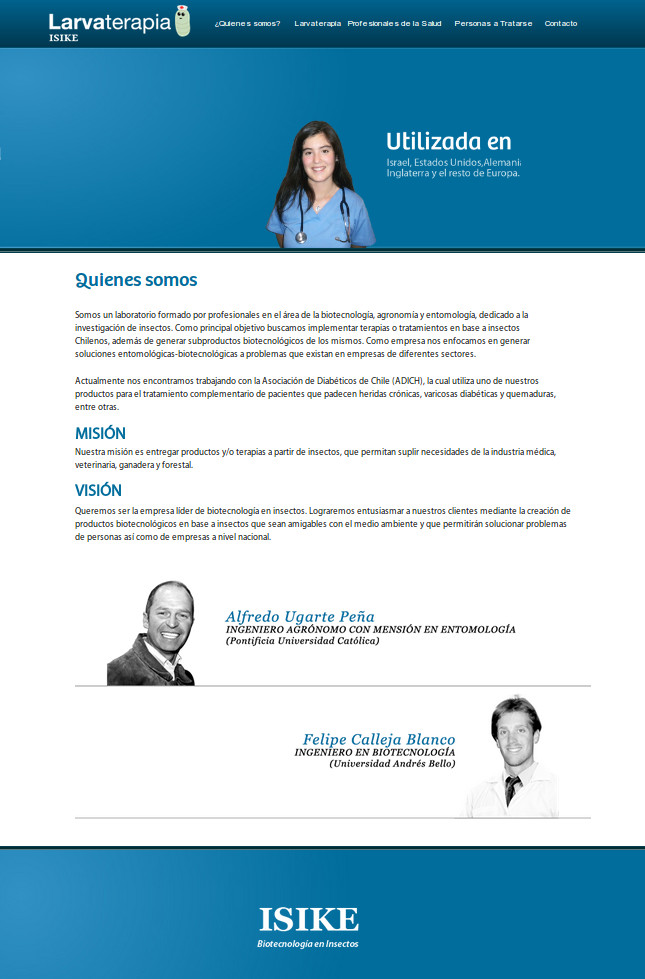 Larvaterapia
ISIKE
¿Quienes somos? Larvaterapia Profesionales de la Salud Personas a Tratarse Contacto
Utilizada en
Israel, Estados Unidos,Alemania
Inglaterra y el resto de Europa.
Quienes somos
Somos un laboratorio formado por profesionales en el área de la biotecnología, agronomía y entomología, dedicado a la
investigación de insectos. Como principal objetivo buscamos implementar terapias o tratamientos en base a insectos
Chilenos, además de generar subproductos biotecnológicos de los mismos. Como empresa nos enfocamos en generar
soluciones entomológicas-biotecnológicas a problemas que existan en empresas de diferentes sectores.
Actualmente nos encontramos trabajando con la Asociación de Diabéticos de Chile (ADICH), la cual utiliza uno de nuestros
productos para el tratamiento complementario de pacientes que padecen heridas crónicas, varicosas diabéticas y quemaduras,
entre otras.
MISIÓN
Nuestra misión es entregar productos y/o terapias a partir de insectos, que permitan suplir necesidades de la industria médica,
veterinaria, ganadera y forestal.
VISIÓN
Queremos ser la empresa líder de biotecnología en insectos. Lograremos entusiasmar a nuestros clientes mediante la creación de
productos biotecnológicos en base a insectos que sean amigables con el medio ambiente y que permitirán solucionar problemas
de personas así como de empresas a nivel nacional.
Alfredo Ugarte Peña
INGENIERO AGRÓNOMO CON MENSIÓN EN ENTOMOLOGÍA
(Pontificia Universidad Católica)
Felipe Calleja Blanco
INGENIERO EN BIOTECNOLOGÍA
(Universidad Andrés Bello)
ISIKE
Biotecnología en Insectos